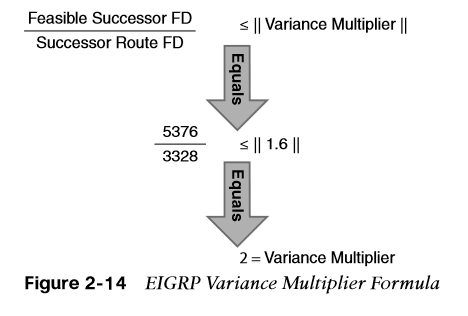 Feasible Successor FD
Successor Route FD
≤ || Variance Multiplier ||
Equals
5376
3328
≤ || 1.6 ||
Equals
2 = Variance Multiplier
Figure 2-14 EIGRP Variance Multiplier Formula